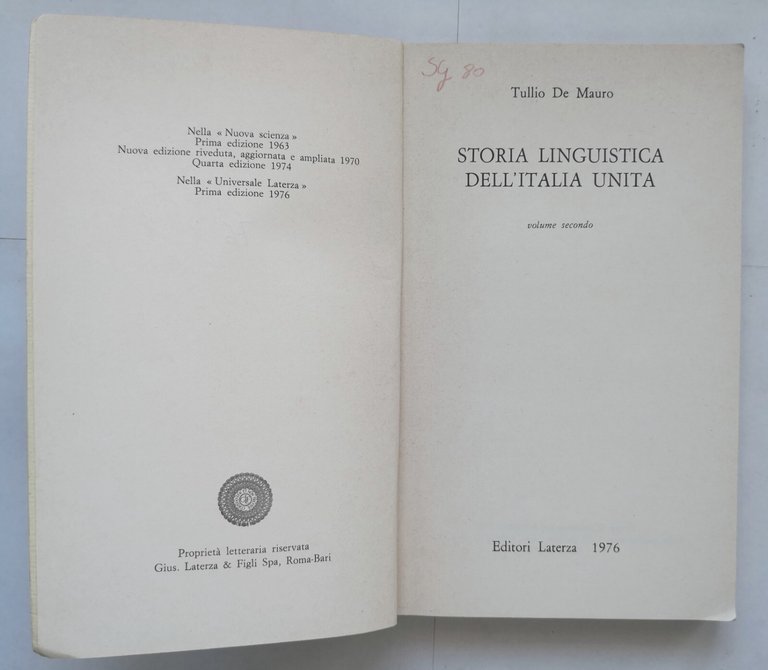 Nella « Nuova scienza »
Prima edizione 1963
Nuova edizione riveduta, aggiornata e ampliata 1970
Quarta edizione 1974
Nella « Universale Laterza »
Prima edizione 1976
Proprietà letteraria riservata
Gius. Laterza & Figli Spa, Roma-Bari
Sg 80
Tullio De Mauro
STORIA LINGUISTICA
DELL'ITALIA UNITA
volume secondo
Editori Laterza 1976